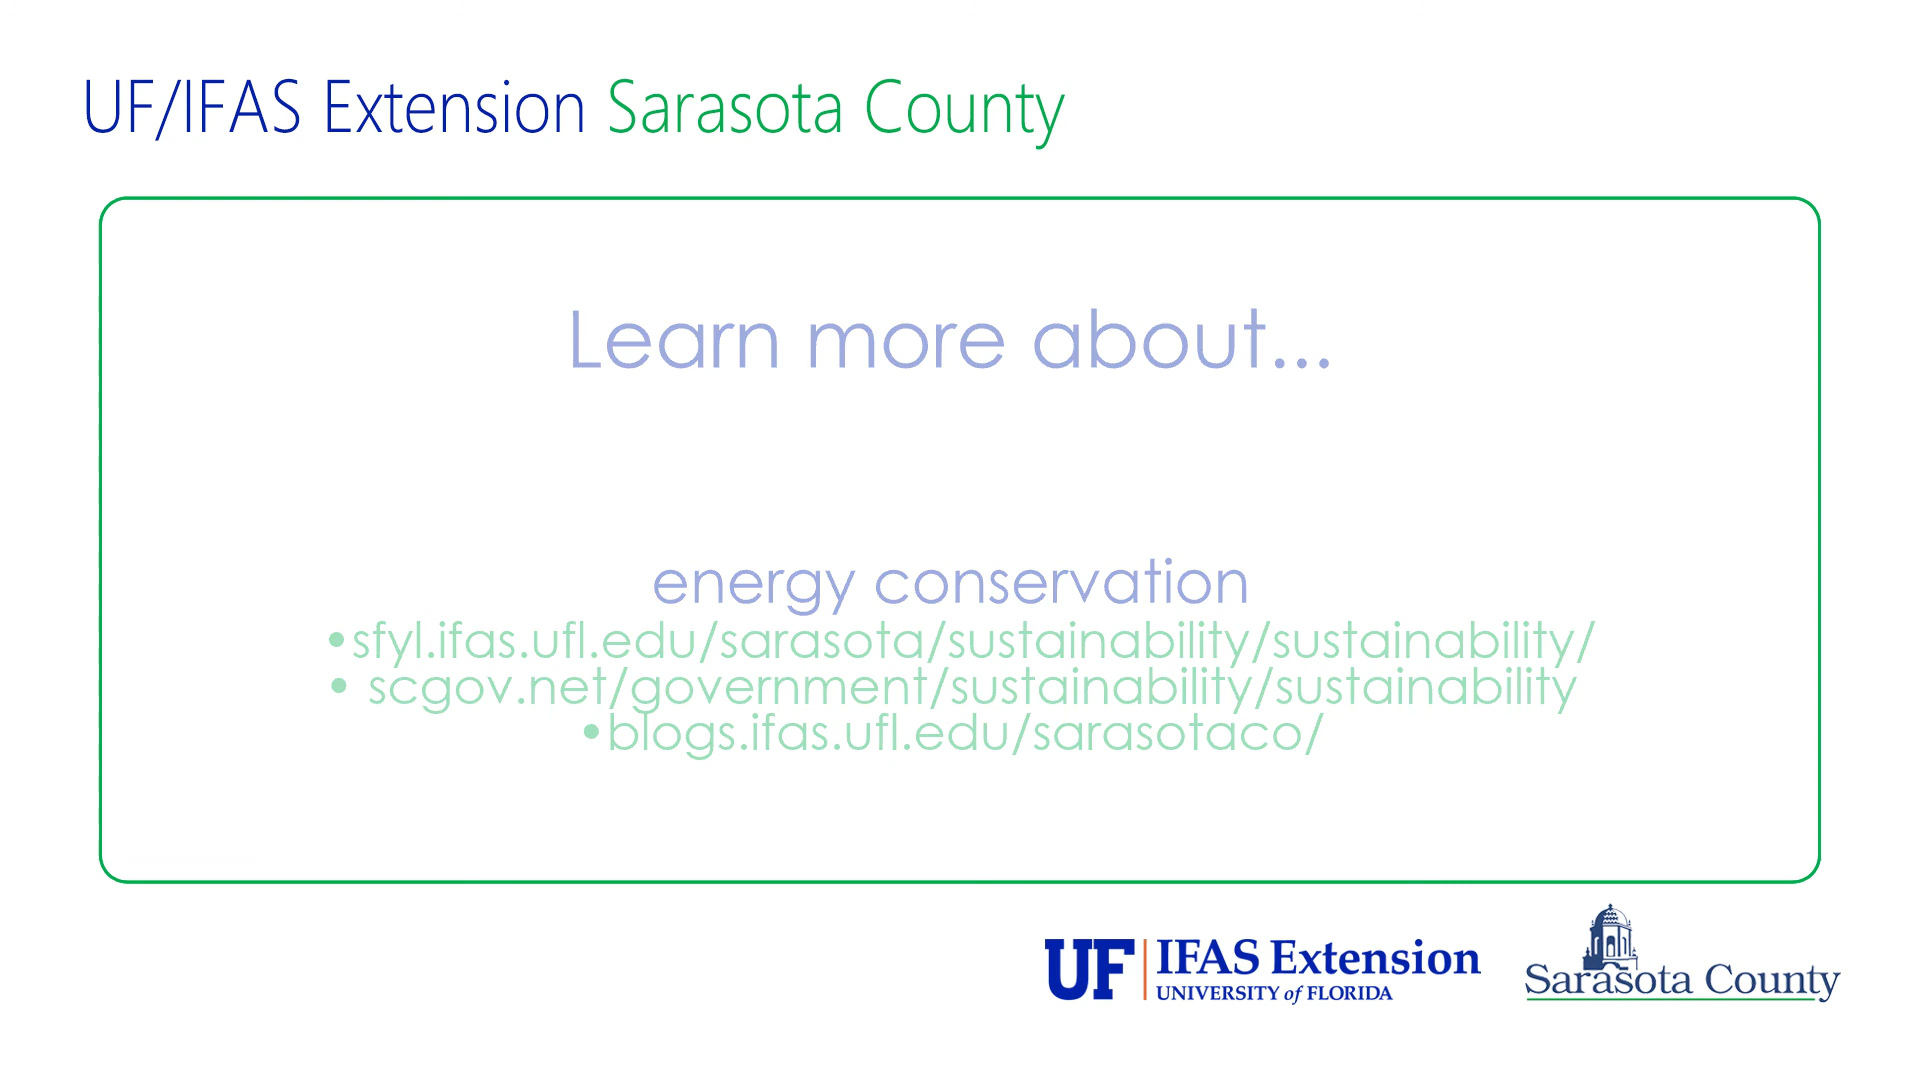 UF/IFAS Extension Sarasota County
Learn more about...
energy conservation
•sfyl.ifas.ufl.edu/sarasota/sustainability/sustainability/
• scgov.net/government/sustainability/sustainability
•blogs.ifas.ufl.edu/sarasotaco/
UF IFAS Extension
UNIVERSITY of FLORIDA
Sarasota County